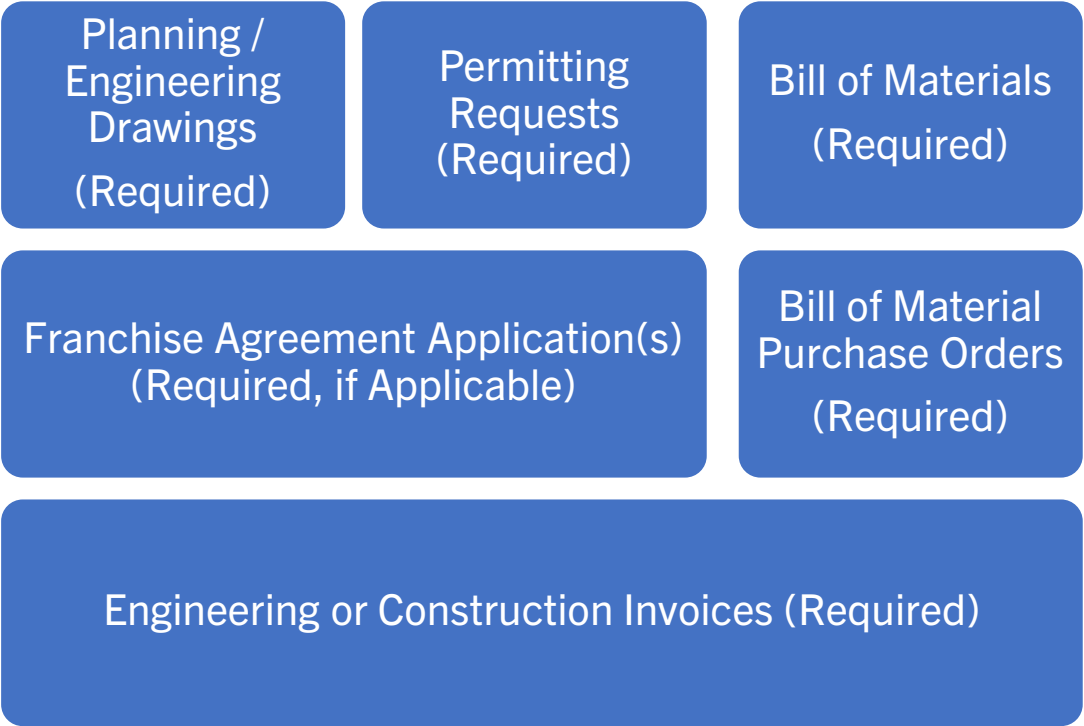 Planning /
Engineering
Drawings
(Required)
Permitting
Requests
(Required)
Bill of Materials
(Required)
Franchise Agreement Application(s)
(Required, if Applicable)
Bill of Material
Purchase Orders
(Required)
Engineering or Construction Invoices (Required)